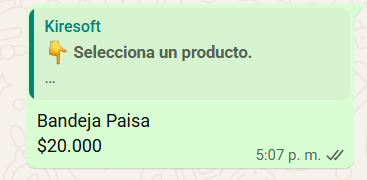 Kiresoft
👇 Selecciona un producto.
...
Bandeja Paisa
$20.000
5:07 p. m.